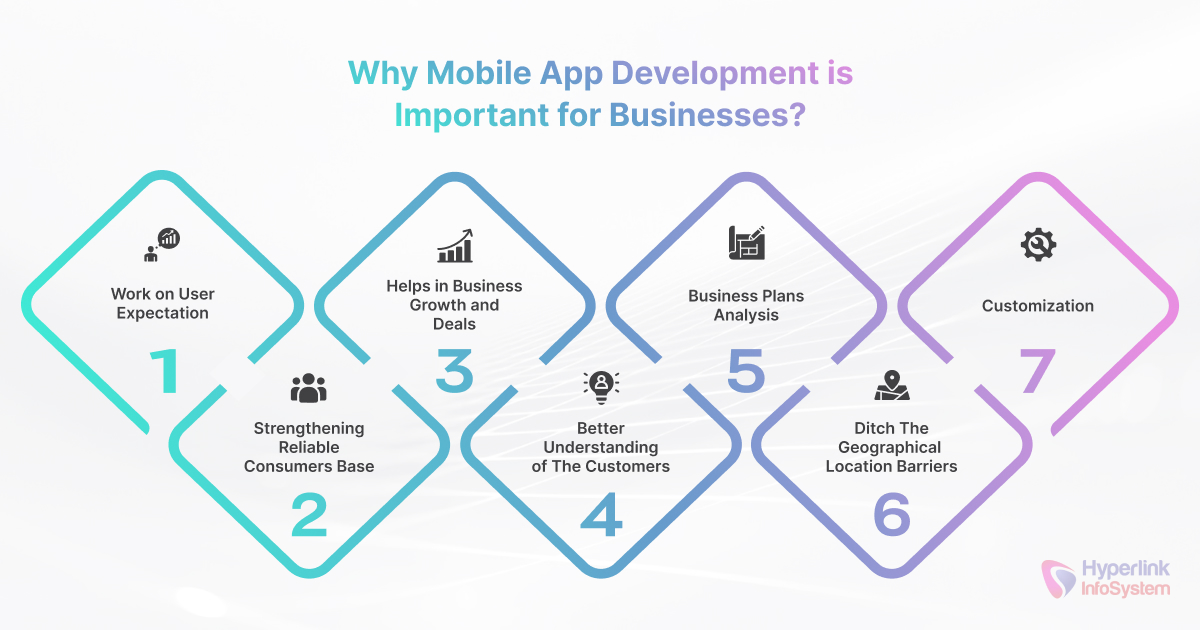 Why Mobile App Development is
Important for Businesses?
Work on User
Expectation
1
Strengthening
Reliable
Consumers Base
2
Helps in Business
Growth and
Deals
3
Better
Understanding
of The Customers
4
Business Plans
Analysis
5
Ditch The
Geographical
Location Barriers
6
Customization
7
Hyperlink
InfoSystem